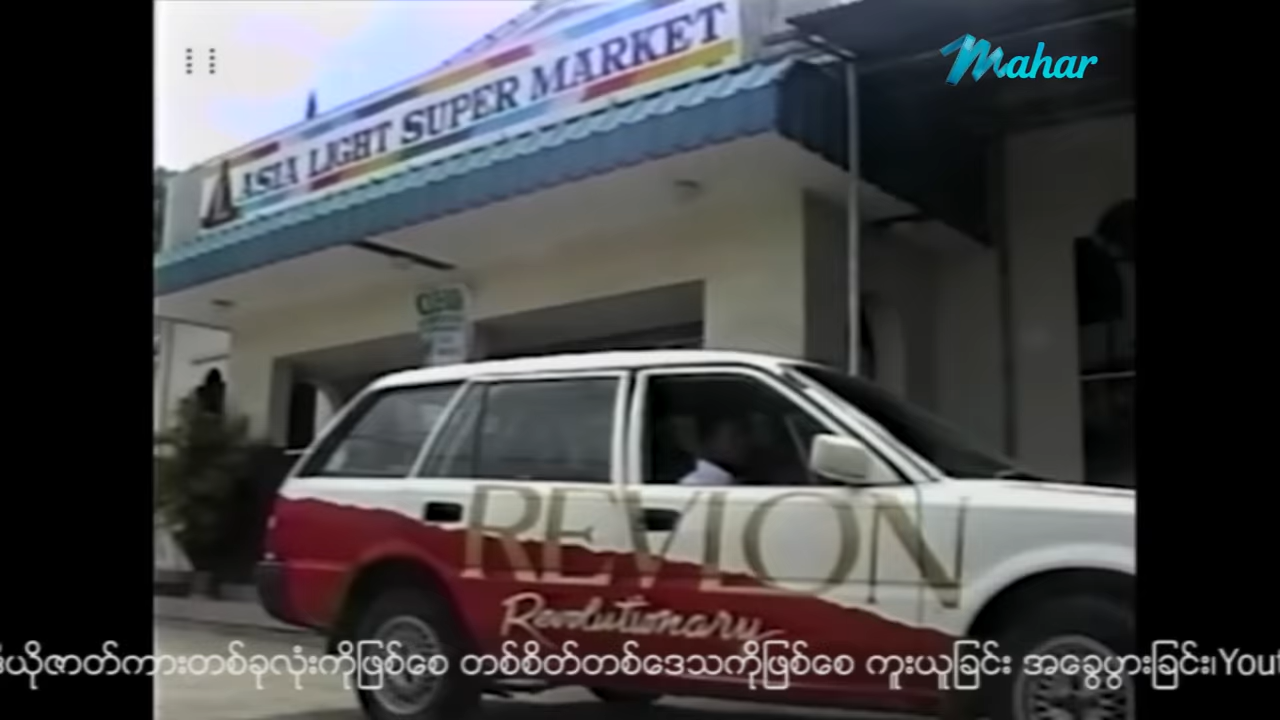 Mahar
ASIA LIGHT SUPER MARKET
REVLON
Revolutionary
ယိုဇာတ်ကားတစ်ခုလုံးကိုဖြစ်စေ တစ်စိတ်တစ်ဒေသကိုဖြစ်စေ ကူးယူခြင်း အခွေပွားခြင်း၊